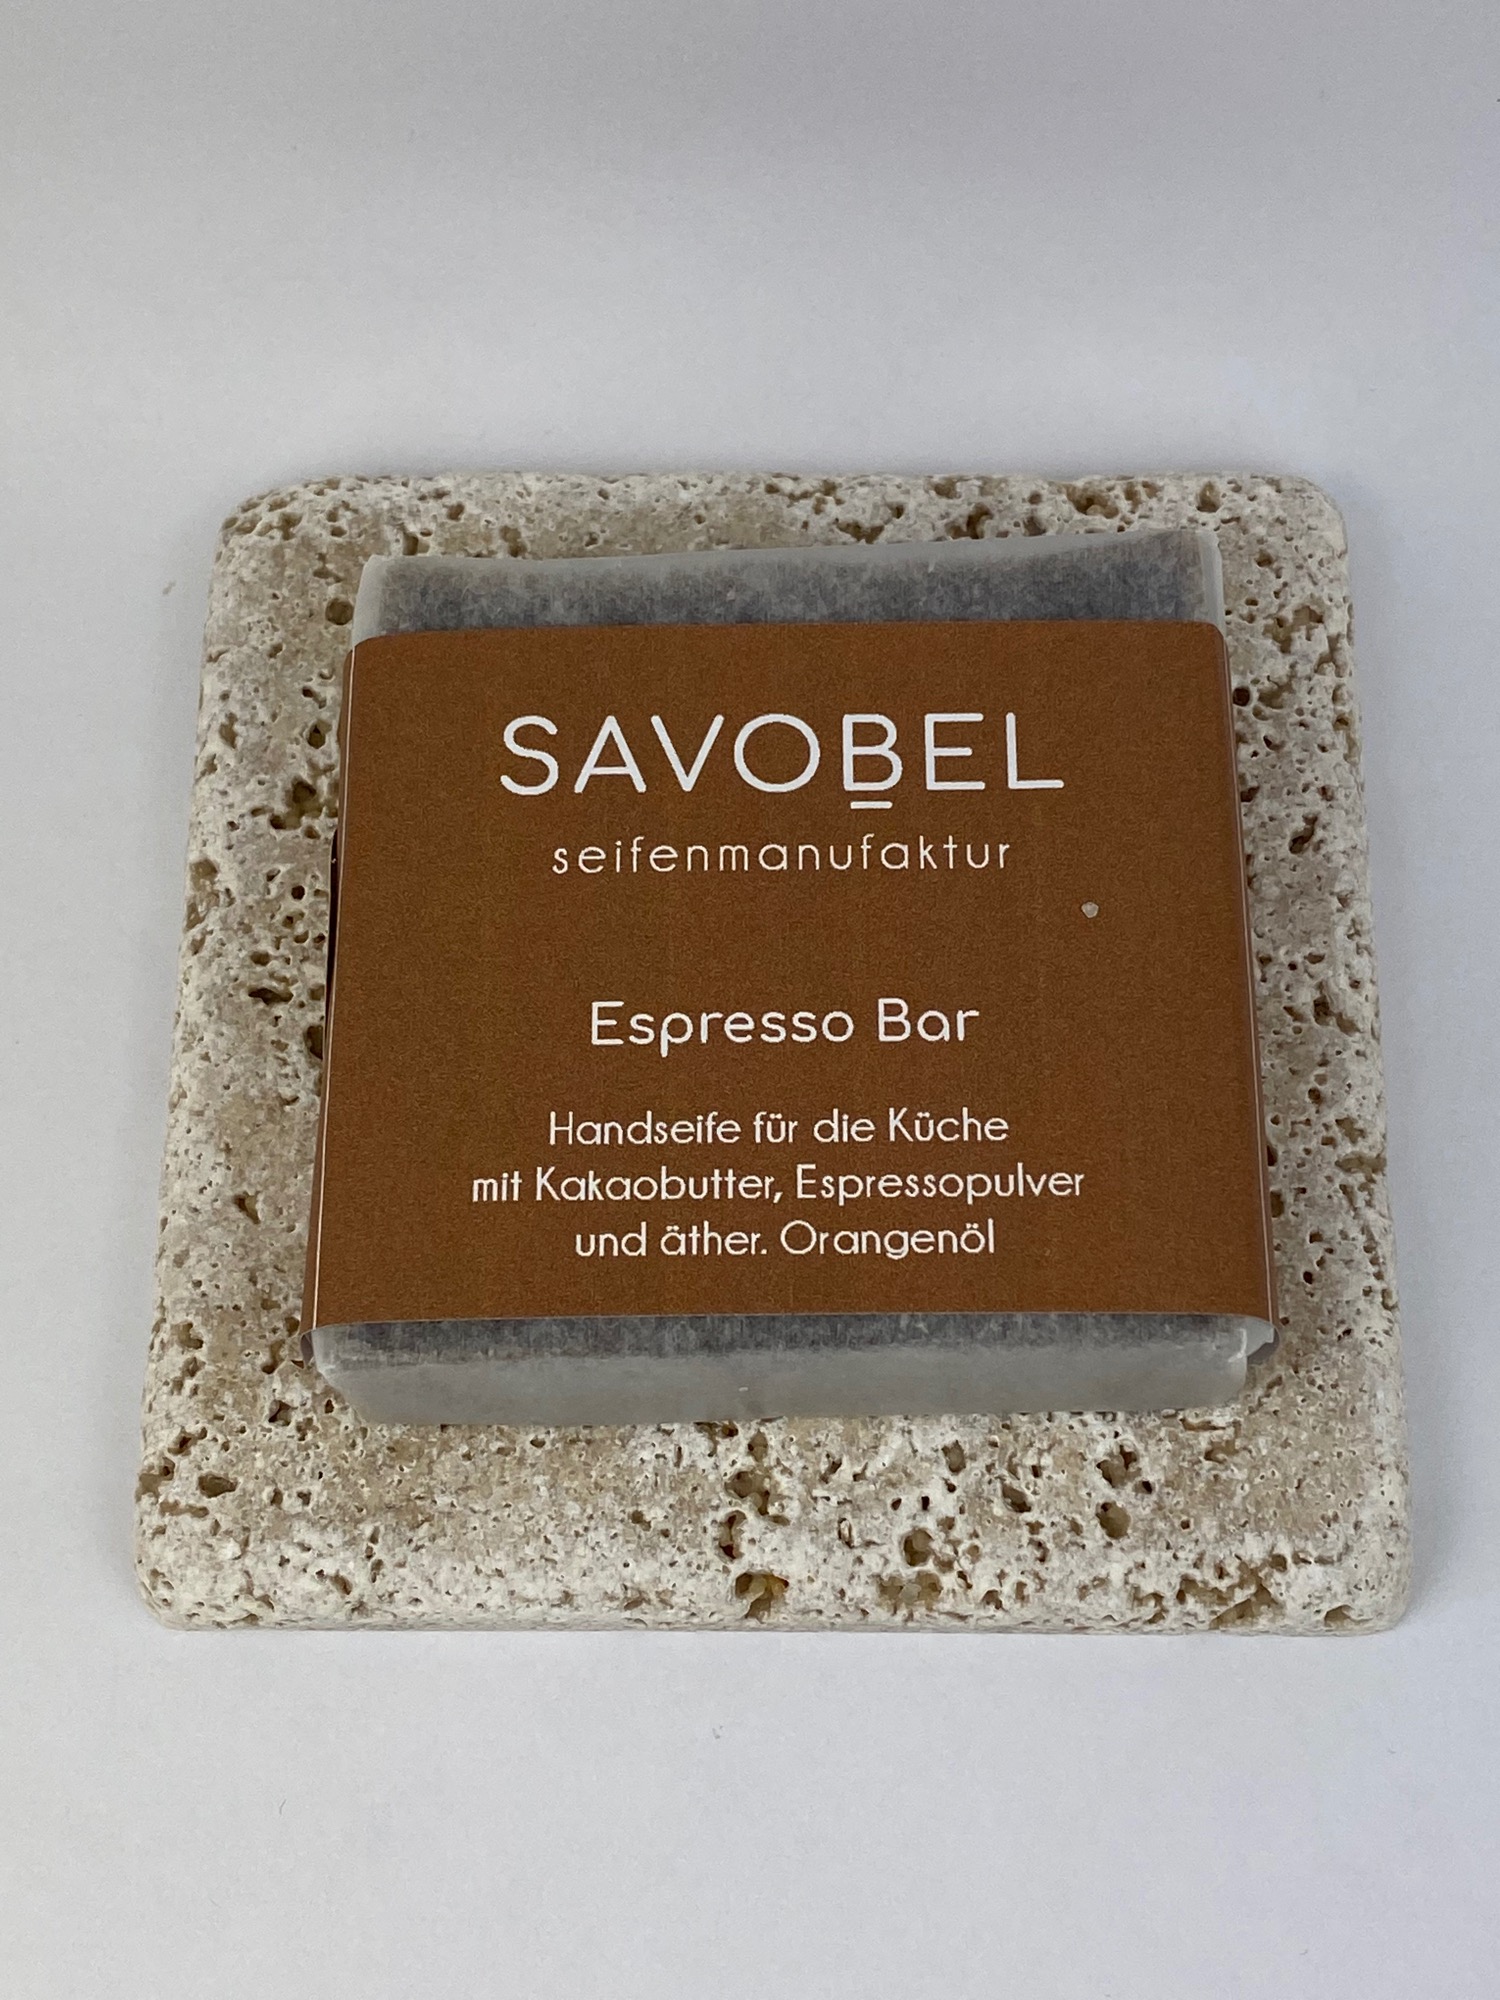 SAVOBEL
seifenmanufaktur
Espresso Bar
Handseife für die Küche
mit Kakaobutter, Espressopulver
und äther. Orangenöl